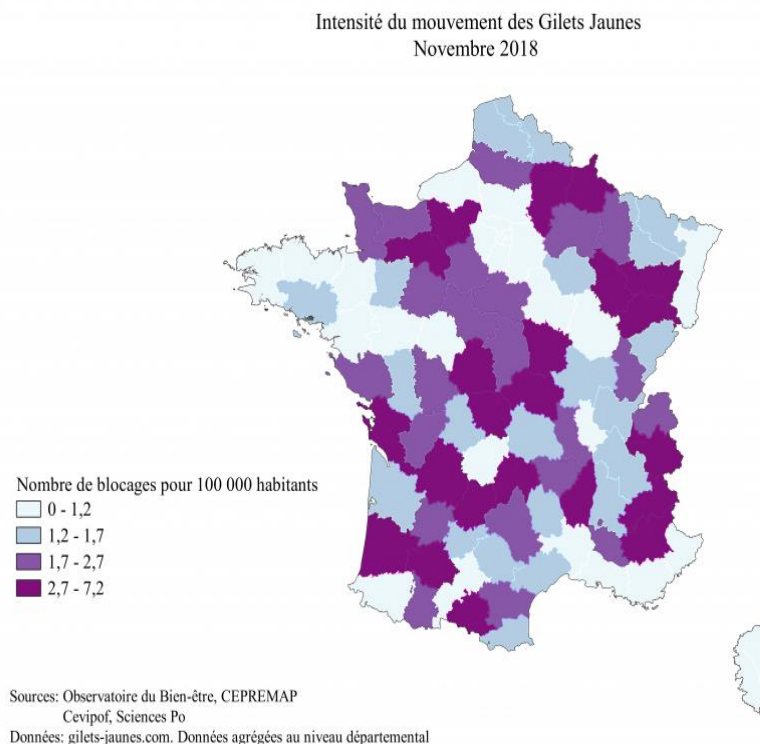 Intensité du mouvement des Gilets Jaunes
Novembre 2018
Nombre de blocages pour 100 000 habitants
0 - 1,2
1,2 - 1,7
1,7 - 2,7
2,7 - 7,2
Sources: Observatoire du Bien-être, CEPREMAP
Cevipof, Sciences Po
Données: gilets-jaunes.com. Données agrégées au niveau départemental